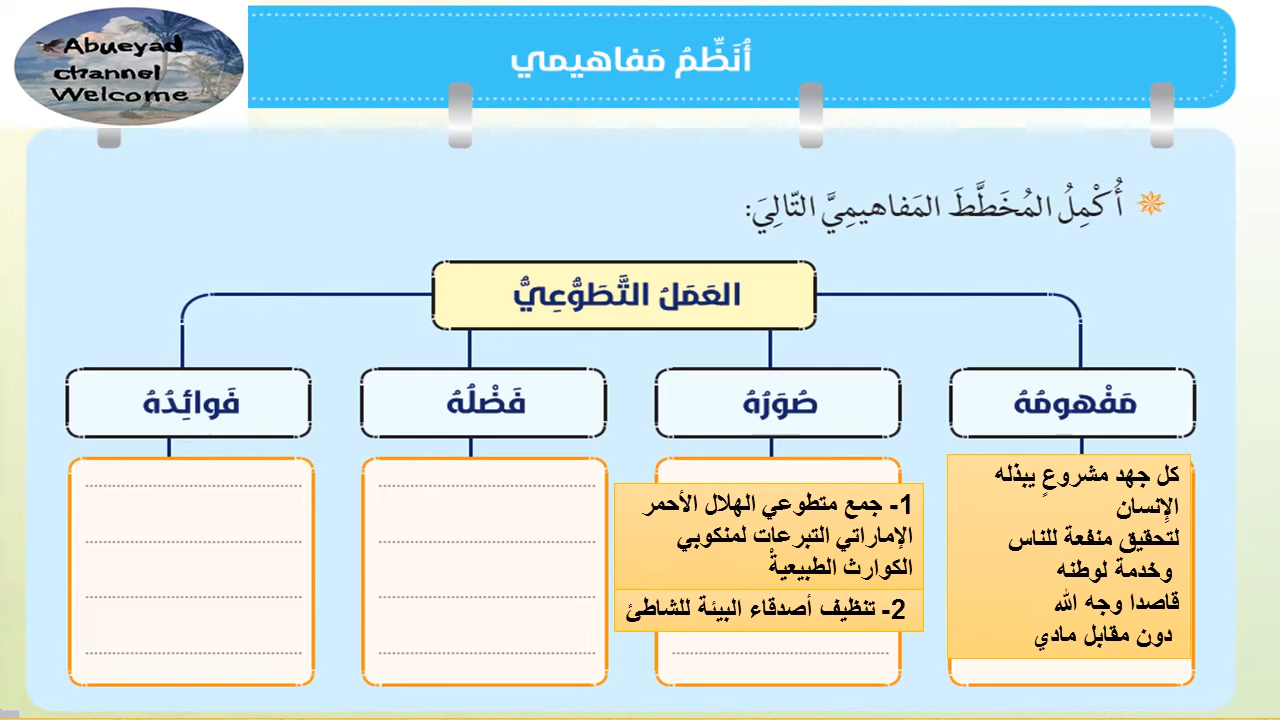 Abueyad
channel
Welcome
أُنَظِّمُ مَفاهيمي
أُكْمِلُ المُخَطَّطَ المَفاهيمِيَّ التّالِيَ:
العَمَلُ التَّطَوُّعِيُّ
مَفْهومُهُ
صُوَرُهُ
فَضْلُهُ
فَوائِدُهُ
كل جهد مشروعٍ يبذله
الإنسان
لتحقيق منفعة للناس
وخدمة لوطنه
قاصدا وجه الله
دون مقابل مادي
1- جمع متطوعي الهلال الأحمر
الإماراتي التبرعات لمنكوبي
الكوارث الطبيعيةْ
2- تنظيف أصدقاء البيئة للشاطئ